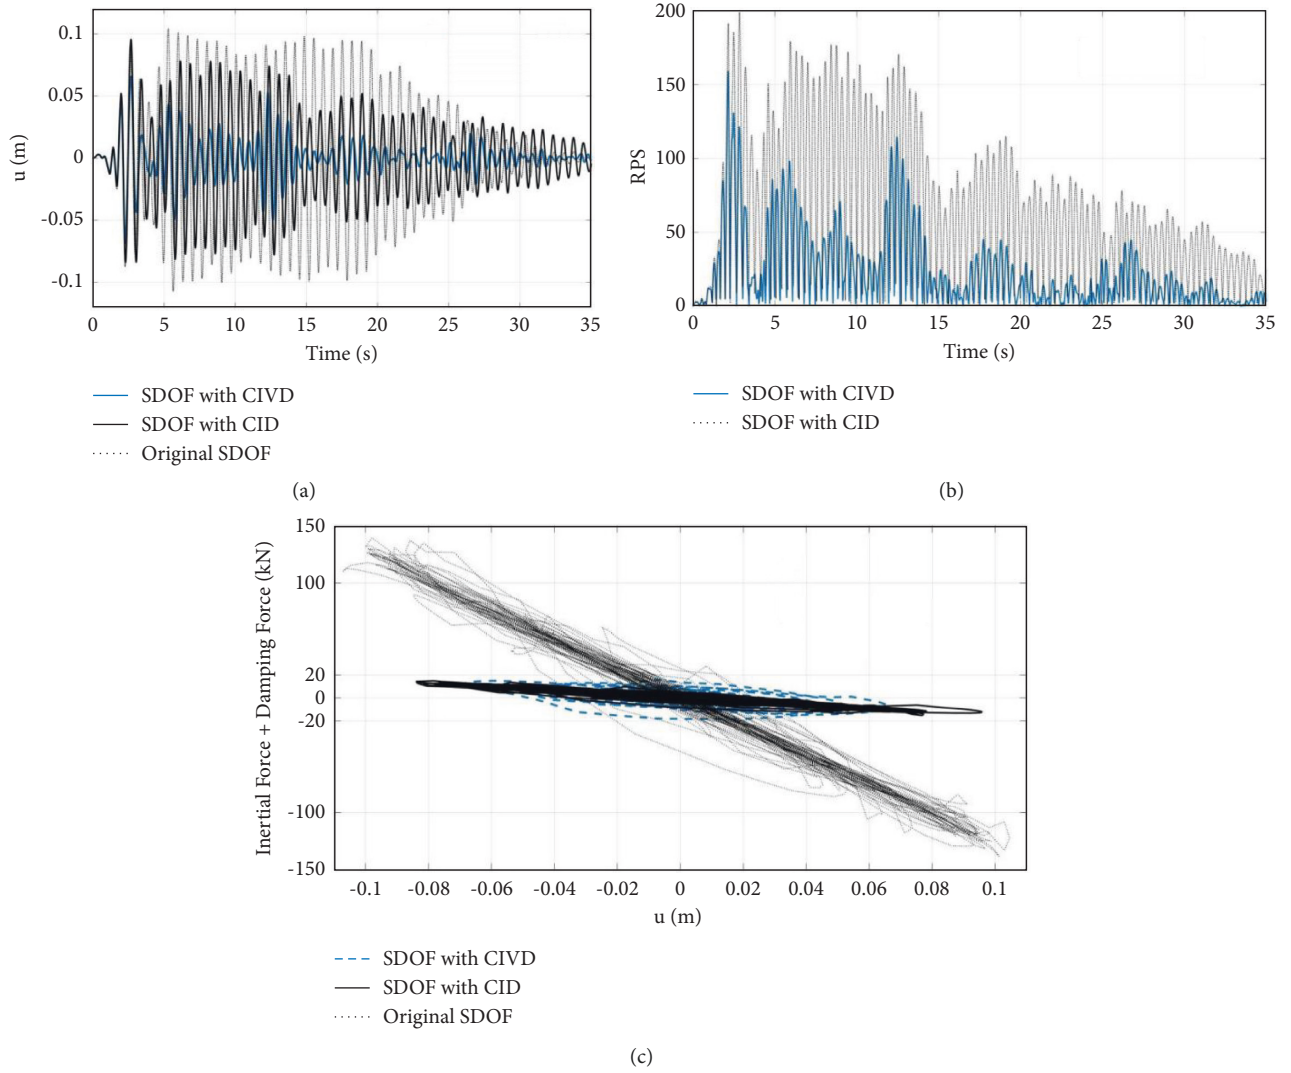 0.1
0.05
0
-0.05
-0.1
u (m)
0 5 10 15 20 25 30 35
Time (s)
SDOF with CIVD
SDOF with CID
Original SDOF
(a)
200
150
100
50
0
RPS
0 5 10 15 20 25 30 35
Time (s)
SDOF with CIVD
SDOF with CID
(b)
150
100
20
0
-20
-100
-150
Inertial Force + Damping Force (kN)
-0.1 -0.08 -0.06 -0.04 -0.02 0 0.02 0.04 0.06 0.08 0.1
u (m)
SDOF with CIVD
SDOF with CID
Original SDOF
(c)